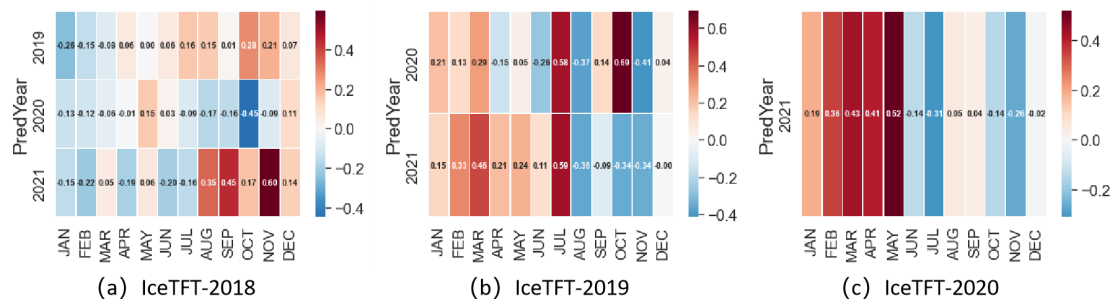 0.4
0.2
0.0
-0.2
-0.4
PredYear
2019
2020
2021
-0.26 -0.15 -0.08 0.06 0.00 0.06 0.16 0.15 0.01 0.28 0.21 0.07
-0.13 -0.12 -0.06 -0.01 0.15 0.03 -0.09 -0.17 -0.16 -0.45 -0.09 0.11
-0.15 -0.22 0.05 -0.19 0.06 -0.20 -0.16 0.35 0.45 0.17 0.60 0.14
JAN FEB MAR APR MAY JUN JUL AUG SEP OCT NOV DEC
(a) IceTFT-2018
0.6
0.4
0.2
0.0
-0.2
-0.4
PredYear
2020
2021
0.21 0.13 0.29 -0.15 0.05 -0.26 0.58 -0.37 0.14 0.69 -0.41 0.04
0.15 0.33 0.46 0.21 0.24 0.11 0.59 -0.36 -0.09 -0.34 -0.34 -0.00
JAN FEB MAR APR MAY JUN JUL AUG SEP OCT NOV DEC
(b) IceTFT-2019
0.4
0.2
0.0
-0.2
PredYear
2021
0.19 0.36 0.43 0.41 0.52 -0.14 -0.31 0.05 0.04 -0.14 -0.26 -0.02
JAN FEB MAR APR MAY JUN JUL AUG SEP OCT NOV DEC
(c) IceTFT-2020